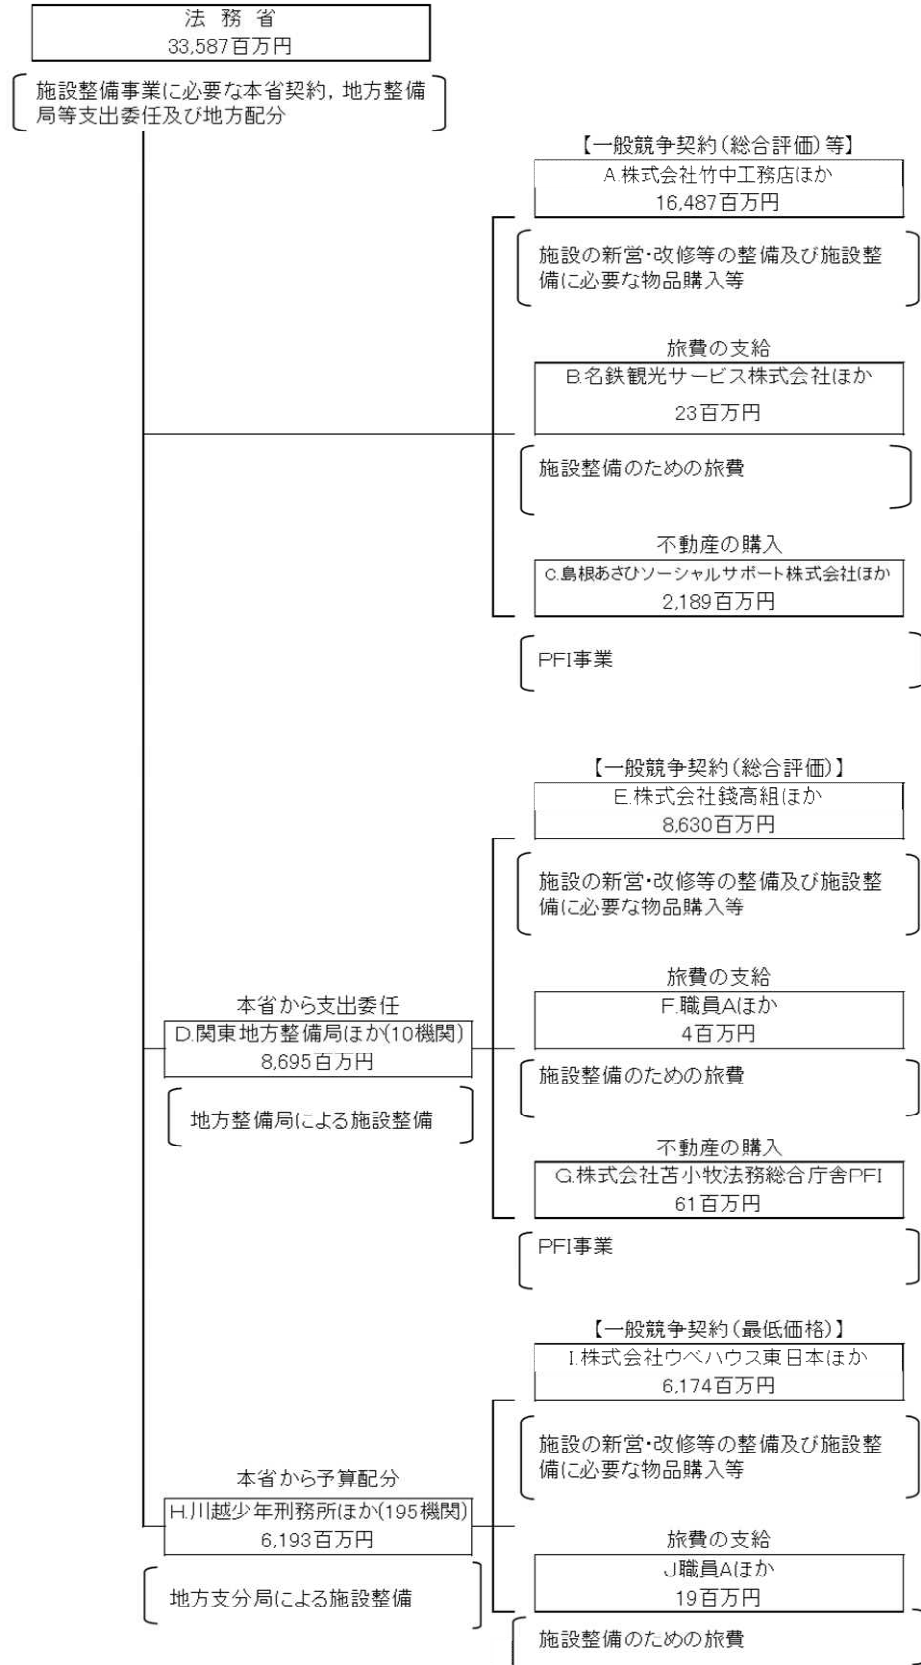 法 務 省
33,587百万円
施設整備事業に必要な本省契約，地方整備
局等支出委任及び地方配分
【一般競争契約（総合評価）等】
A.株式会社竹中工務店ほか
16,487百万円
施設の新営・改修等の整備及び施設整
備に必要な物品購入等
旅費の支給
B.名鉄観光サービス株式会社ほか
23百万円
施設整備のための旅費
不動産の購入
C.島根あさひソーシャルサポート株式会社ほか
2,189百万円
PFI事業
【一般競争契約（総合評価）】
E.株式会社錢高組ほか
8,630百万円
施設の新営・改修等の整備及び施設整
備に必要な物品購入等
旅費の支給
F.職員Aほか
4百万円
施設整備のための旅費
本省から支出委任
D.関東地方整備局ほか(10機関)
8,695百万円
地方整備局による施設整備
不動産の購入
G.株式会社苫小牧法務総合庁舎PFI
61百万円
PFI事業
【一般競争契約（最低価格）】
I.株式会社ウベハウス東日本ほか
6,174百万円
施設の新営・改修等の整備及び施設整
備に必要な物品購入等
本省から予算配分
H.川越少年刑務所ほか(195機関)
6,193百万円
地方支分局による施設整備
旅費の支給
J職員Aほか
19百万円
施設整備のための旅費